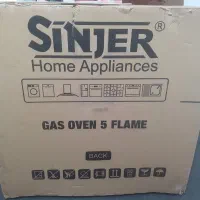 SiNJER®
Home Appliances
GAS OVEN 5 FLAME
BACK